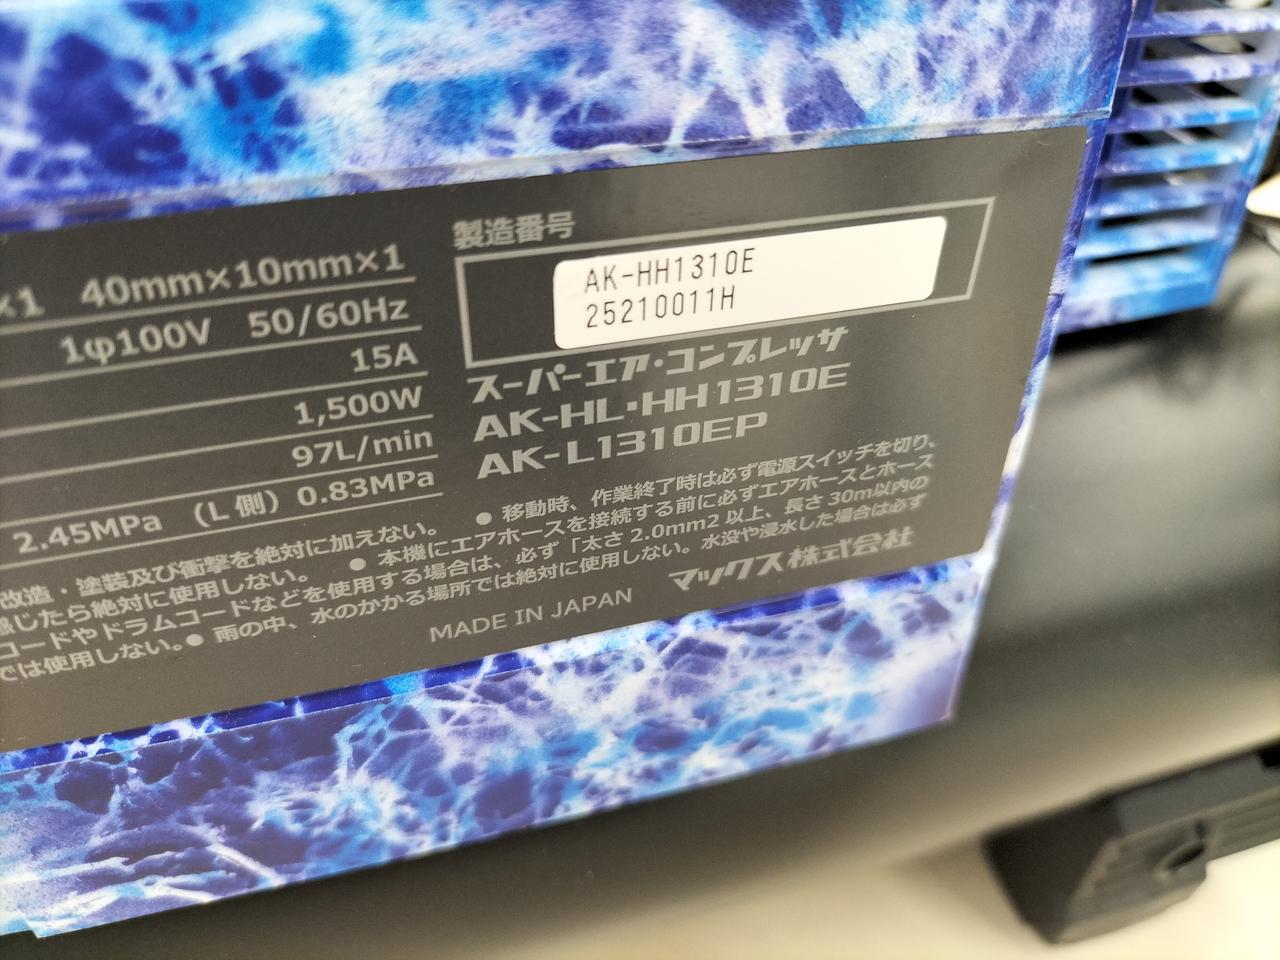 ×1 40mm×10mm×1
1φ100V 50/60Hz
15A
1,500W
97L/min
2.45MPa (L側) 0.83MPa
製造番号
AK-HH1310E
25210011H
スーパーエア・コンプレッサ
AK-HL・HH1310E
AK-L1310EP
改造・塗装及び衝撃を絶対に加えない。 ● 移動時、作業終了時は必ず電源スイッチを切り、
感じたら絶対に使用しない。 ● 本機にエアホースを接続する前に必ずエアホースとホース
コードやドラムコードなどを使用する場合は、必ず「太さ 2.0mm2 以上、長さ 30m以内の
では使用しない。● 雨の中、水のかかる場所では絶対に使用しない。水没や浸水した場合は必ず
MADE IN JAPAN マックス株式会社